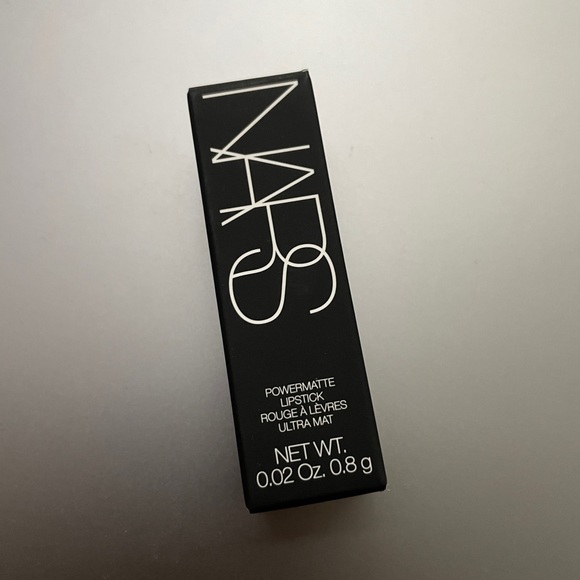 NARS
POWERMATTE
LIPSTICK
ROUGE À LÈVRES
ULTRA MAT
NET WT.
0.02 Oz. 0.8 g